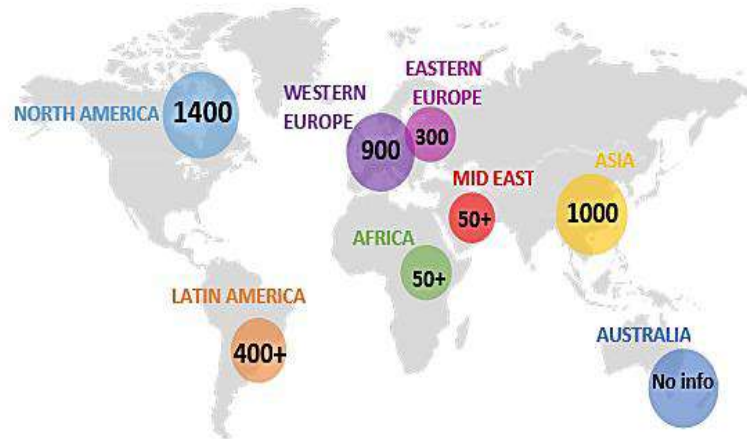 NORTH AMERICA
1400
WESTERN
EUROPE
900
EASTERN
EUROPE
300
MID EAST
50+
ASIA
1000
AFRICA
50+
LATIN AMERICA
400+
AUSTRALIA
No info